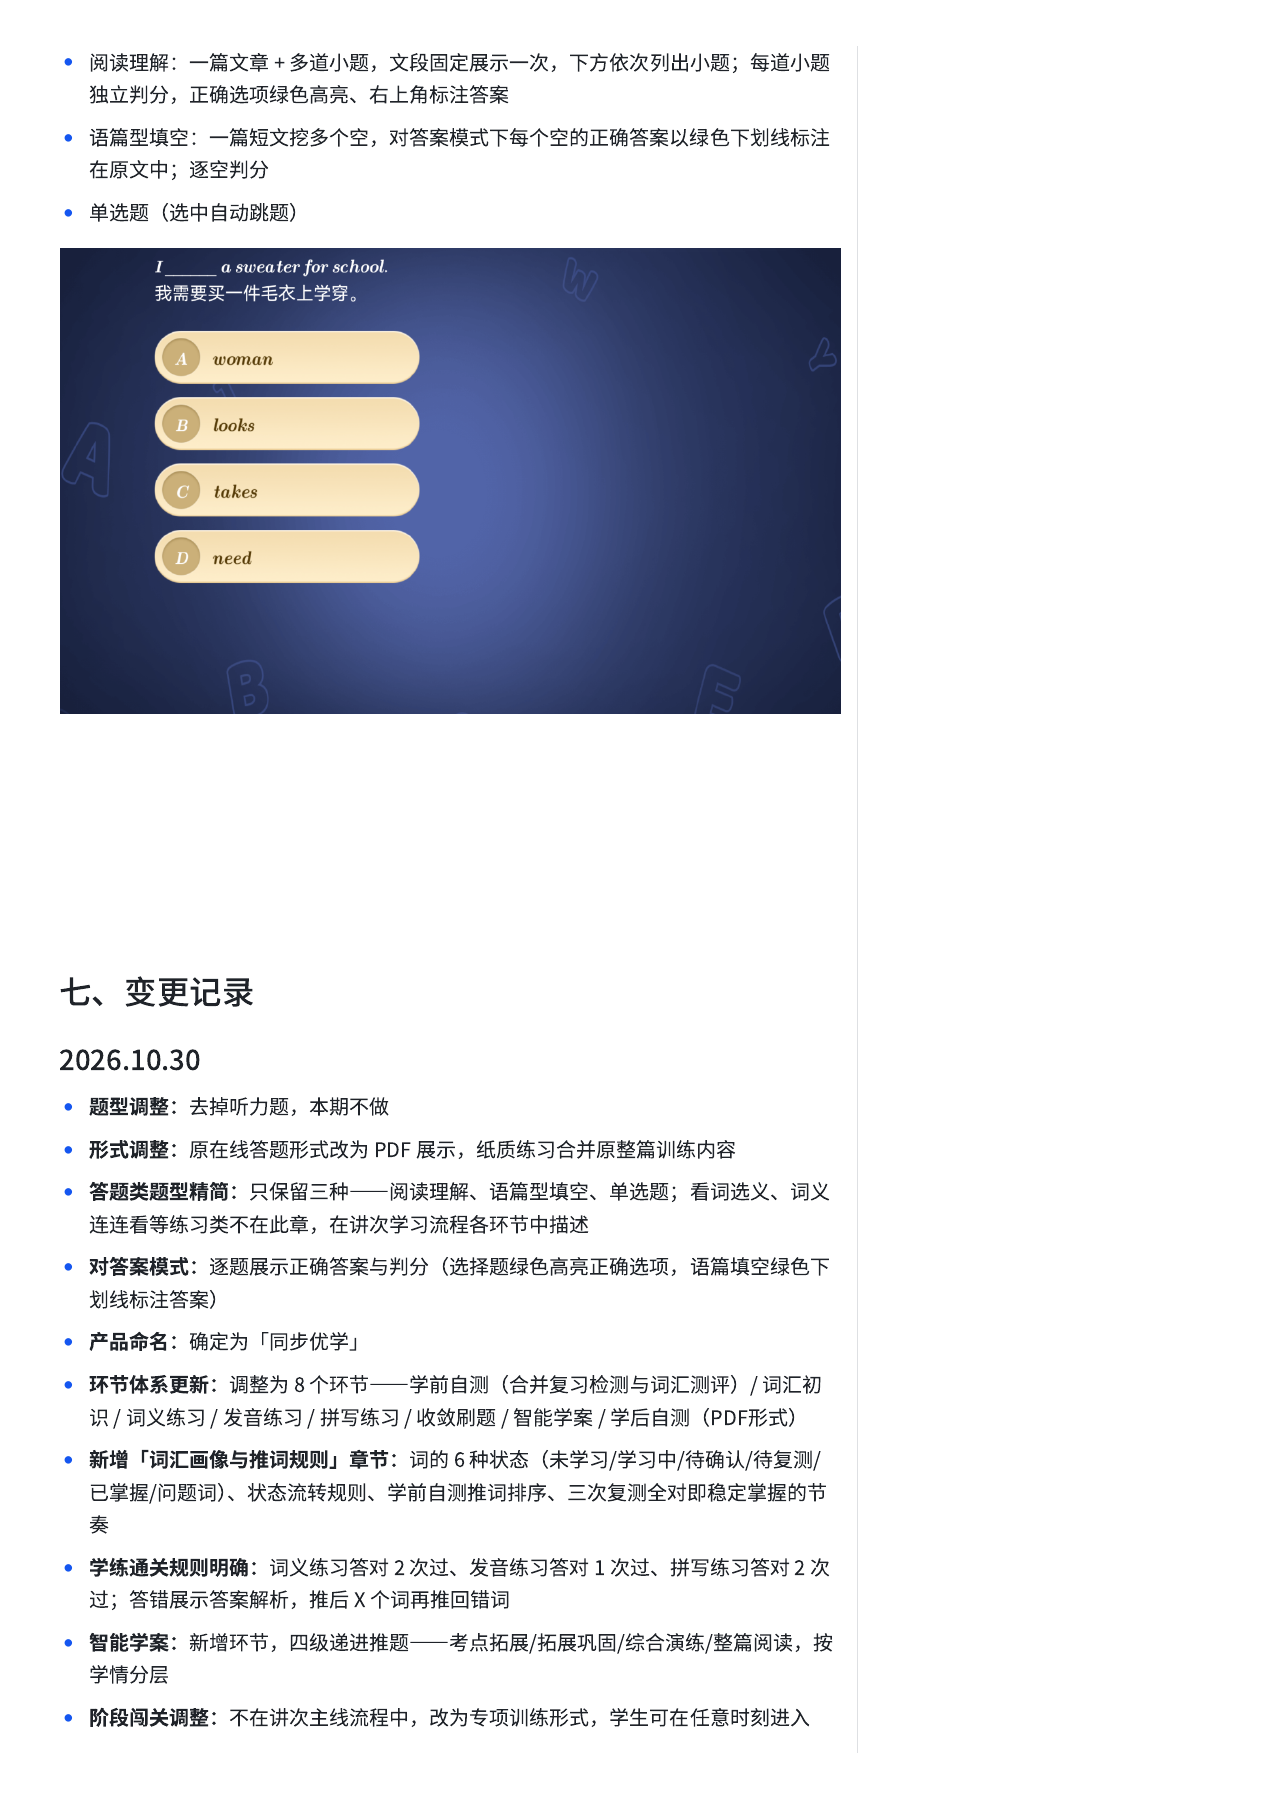 阅读理解：一篇文章 + 多道小题，文段固定展示一次，下方依次列出小题；每道小题
独立判分，正确选项绿色高亮、右上角标注答案
语篇型填空：一篇短文挖多个空，对答案模式下每个空的正确答案以绿色下划线标注
在原文中；逐空判分
单选题（选中自动跳题）
I ______ a sweater for school.
我需要买一件毛衣上学穿。
A woman
B looks
C takes
D need
W
Y
A
B
E
七、变更记录
2026.10.30
题型调整：去掉听力题，本期不做
形式调整：原在线答题形式改为 PDF 展示，纸质练习合并原整篇训练内容
答题类题型精简：只保留三种——阅读理解、语篇型填空、单选题；看词选义、词义
连连看等练习类不在此章，在讲次学习流程各环节中描述
对答案模式：逐题展示正确答案与判分（选择题绿色高亮正确选项，语篇填空绿色下
划线标注答案）
产品命名：确定为「同步优学」
环节体系更新：调整为 8 个环节——学前自测（合并复习检测与词汇测评）/ 词汇初
识 / 词义练习 / 发音练习 / 拼写练习 / 收敛刷题 / 智能学案 / 学后自测（PDF形式）
新增「词汇画像与推词规则」章节：词的 6 种状态（未学习/学习中/待确认/待复测/
已掌握/问题词）、状态流转规则、学前自测推词排序、三次复测全对即稳定掌握的节
奏
学练通关规则明确：词义练习答对 2 次过、发音练习答对 1 次过、拼写练习答对 2 次
过；答错展示答案解析，推后 X 个词再推回错词
智能学案：新增环节，四级递进推题——考点拓展/拓展巩固/综合演练/整篇阅读，按
学情分层
阶段闯关调整：不在讲次主线流程中，改为专项训练形式，学生可在任意时刻进入